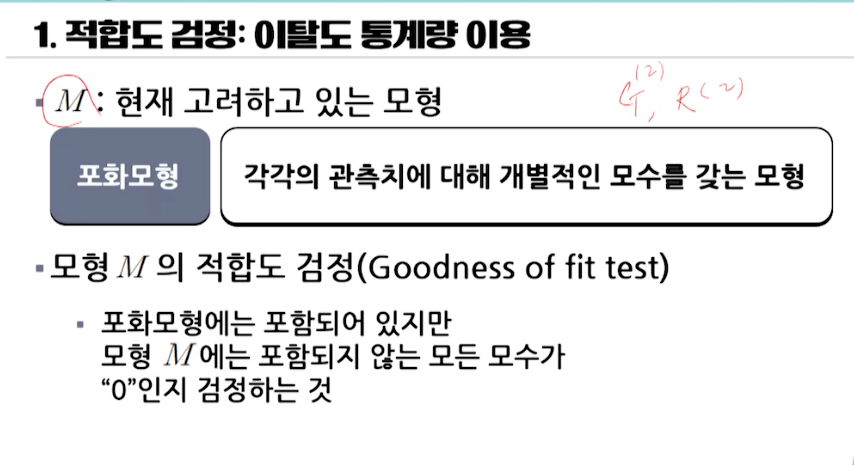 1. 적합도 검정: 이탈도 통계량 이용
M : 현재 고려하고 있는 모형
포화모형
각각의 관측치에 대해 개별적인 모수를 갖는 모형
모형 M 의 적합도 검정(Goodness of fit test)
포화모형에는 포함되어 있지만
모형 M에는 포함되지 않는 모든 모수가
“0”인지 검정하는 것